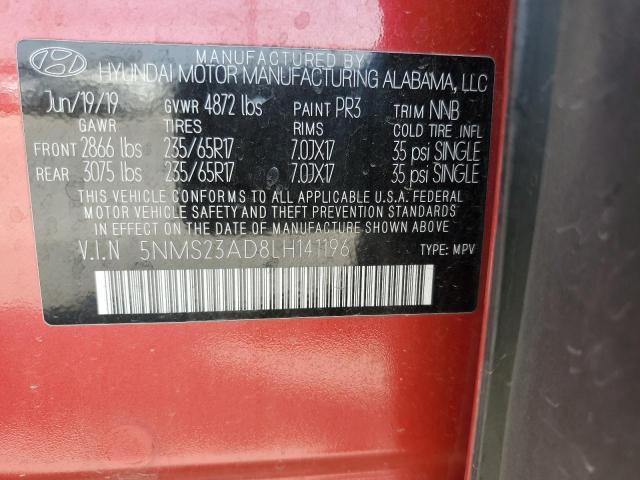 MANUFACTURED BY
HYUNDAI MOTOR MANUFACTURING ALABAMA, LLC
Jun/19/19 GVWR 4872 lbs PAINT PR3 TRIM NNB
GAWR TIRES RIMS COLD TIRE INFL.
FRONT 2866 lbs 235/65R17 7.0JX17 35 psi SINGLE
REAR 3075 lbs 235/65R17 7.0JX17 35 psi SINGLE
THIS VEHICLE CONFORMS TO ALL APPLICABLE U.S.A. FEDERAL
MOTOR VEHICLE SAFETY AND THEFT PREVENTION STANDARDS
IN EFFECT ON THE DATE OF MANUFACTURE SHOWN ABOVE.
V.I.N 5NMS23AD8LH141196 TYPE: MPV